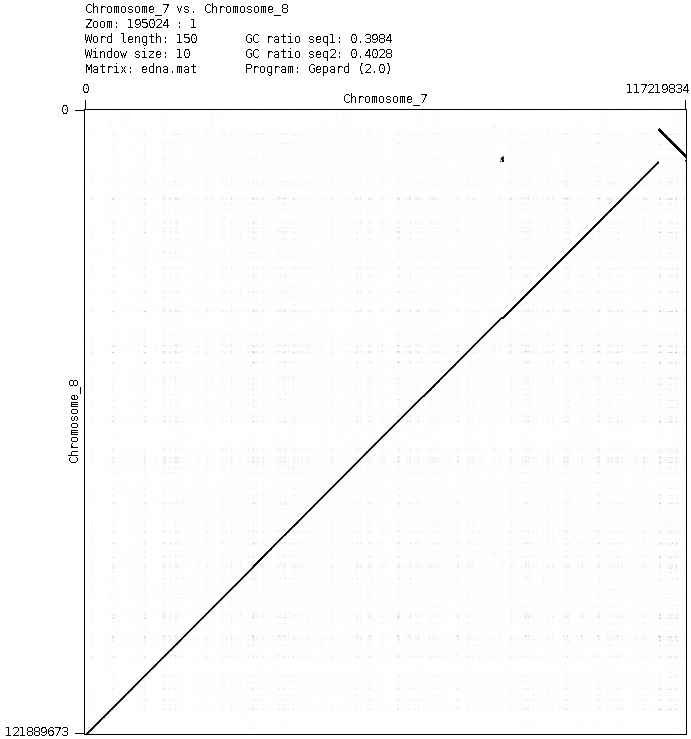 Chromosome_7 vs. Chromosome_8
Zoom: 195024 : 1
Word length: 150 GC ratio seq1: 0.3984
Window size: 10 GC ratio seq2: 0.4028
Matrix: edna.mat Program: Gepard (2.0)
0 117219834
Chromosome_7
0
Chromosome_8
121889673